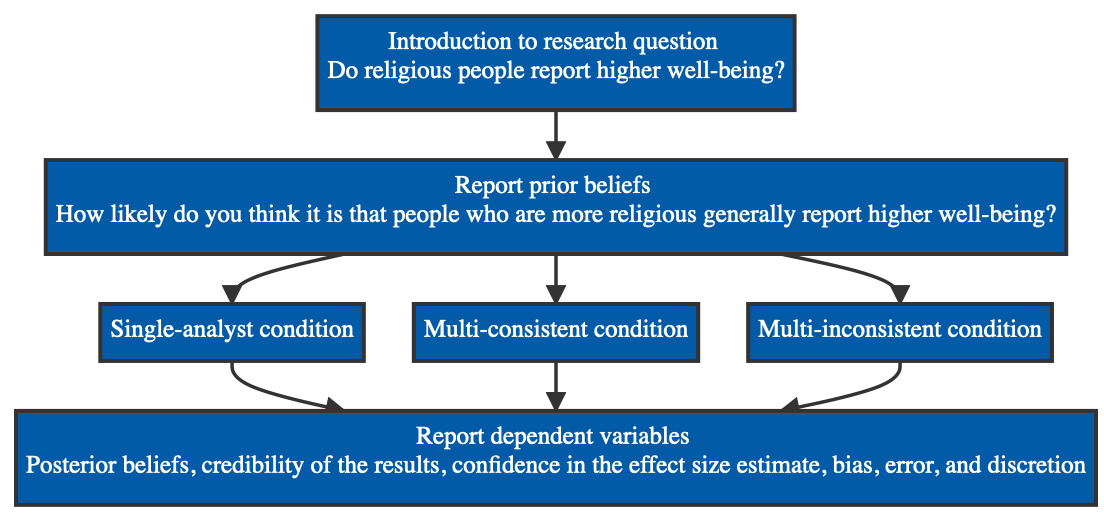 Introduction to research question
Do religious people report higher well-being?
Report prior beliefs
How likely do you think it is that people who are more religious generally report higher well-being?
Single-analyst condition
Multi-consistent condition
Multi-inconsistent condition
Report dependent variables
Posterior beliefs, credibility of the results, confidence in the effect size estimate, bias, error, and discretion